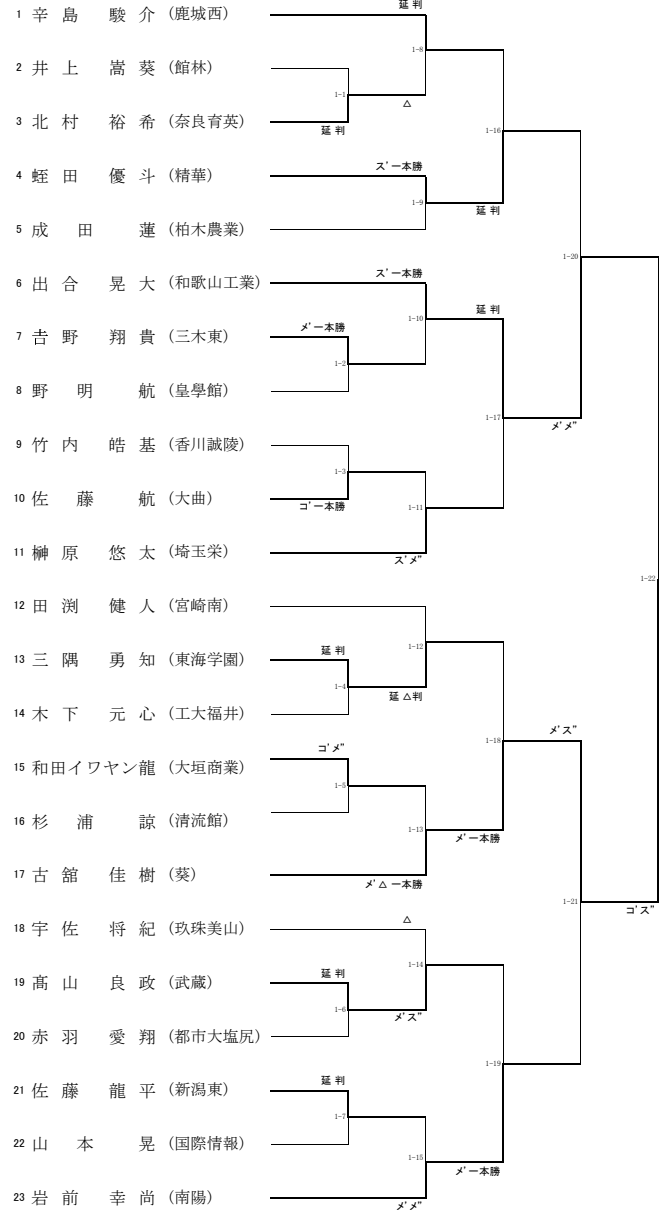 延 判
1 辛島 駿介 (鹿城西)
1-8
2 井上 嵩葵 (館林)
1-1
△
1-16
3 北村 裕希 (奈良育英)
延 判
4 蛭田 優斗 (精華)
ス'一本勝
1-9
延 判
5 成田 蓮 (柏木農業)
1-20
6 出合 晃大 (和歌山工業)
ス'一本勝
1-10
延 判
7 吉野 翔貴 (三木東)
メ'一本勝
1-2
8 野明 航 (皇學館)
1-17
メ'メ"
9 竹内 皓基 (香川誠陵)
1-3
10 佐藤 航 (大曲)
コ'一本勝
1-11
11 榊原 悠太 (埼玉栄)
ス'メ"
1-22
12 田渕 健人 (宮崎南)
1-12
13 三隅 勇知 (東海学園)
延 判
1-4
延 △判
14 木下 元心 (工大福井)
1-18
メ'ス"
15 和田イワヤン龍 (大垣商業)
コ'メ"
1-5
16 杉浦 諒 (清流館)
1-13
メ'一本勝
17 古舘 佳樹 (葵)
メ'△一本勝
1-21
コ'ス"
18 宇佐 将紀 (玖珠美山)
△
1-14
19 髙山 良政 (武蔵)
延 判
1-6
メ'ス"
20 赤羽 愛翔 (都市大塩尻)
1-19
21 佐藤 龍平 (新潟東)
延 判
1-7
22 山本 晃 (国際情報)
1-15
メ'一本勝
23 岩前 幸尚 (南陽)
メ'メ"